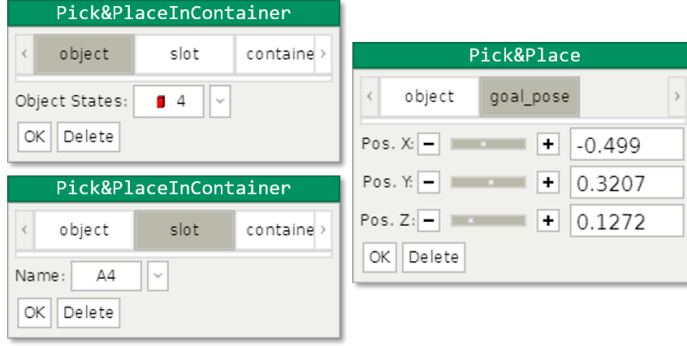 Pick&PlaceInContainer
object slot containe
Object States: 4
OK Delete
Pick&PlaceInContainer
object slot containe
Name: A4
OK Delete
Pick&Place
object goal_pose
Pos. X: - + -0.499
Pos. Y: - + 0.3207
Pos. Z: - + 0.1272
OK Delete